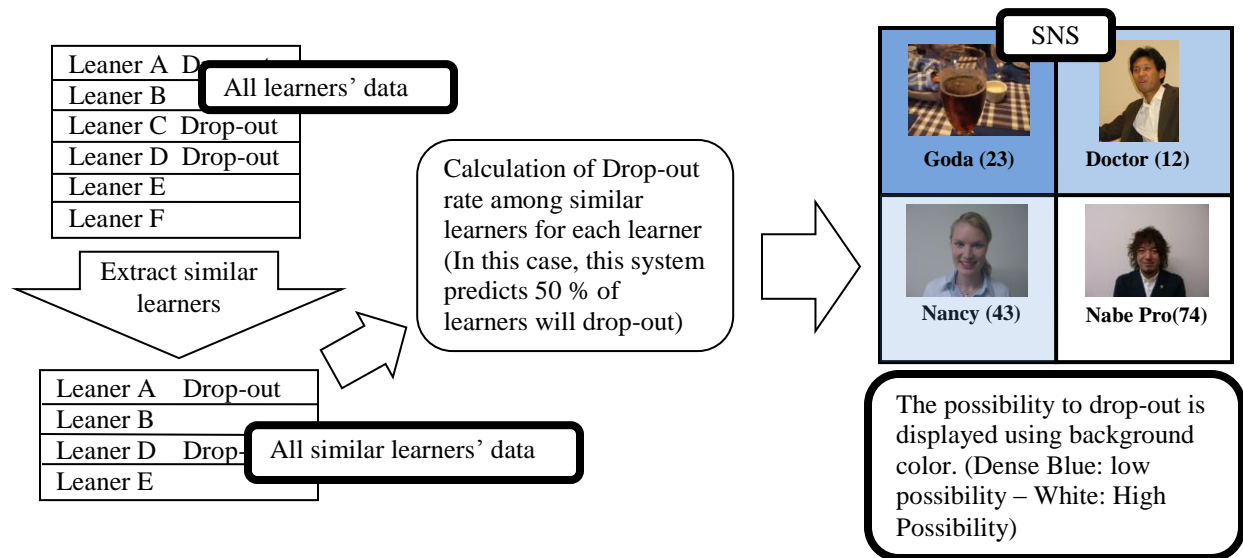 Leaner A D
All learners’ data
Leaner B
Leaner C Drop-out
Leaner D Drop-out
Leaner E
Leaner F
Extract similar
learners
Leaner A Drop-out
Leaner B
Leaner D Drop-
All similar learners’ data
Leaner E
Calculation of Drop-out
rate among similar
learners for each learner
(In this case, this system
predicts 50 % of
learners will drop-out)
SNS
Goda (23)
Doctor (12)
Nancy (43)
Nabe Pro(74)
The possibility to drop-out is
displayed using background
color. (Dense Blue: low
possibility – White: High
Possibility)